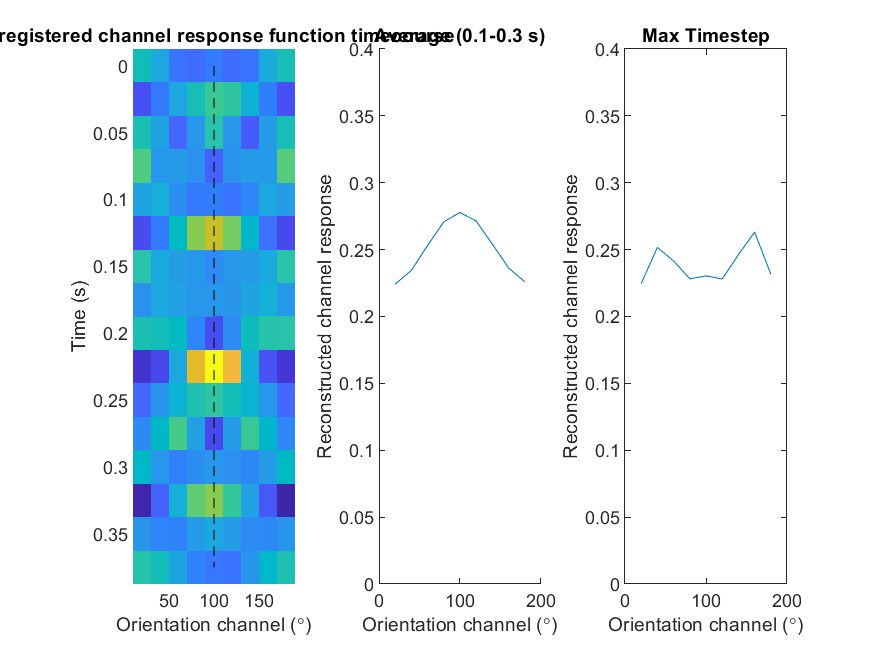 registered channel response function timecourse
Average (0.1-0.3 s)
Max Timestep
0
0.05
0.1
0.15
0.2
0.25
0.3
0.35
Time (s)
50 100 150
Orientation channel (°)
0.4
0.35
0.3
0.25
0.2
0.15
0.1
0.05
0
Reconstructed channel response
0 100 200
Orientation channel (°)
0.4
0.35
0.3
0.25
0.2
0.15
0.1
0.05
0
Reconstructed channel response
0 100 200
Orientation channel (°)